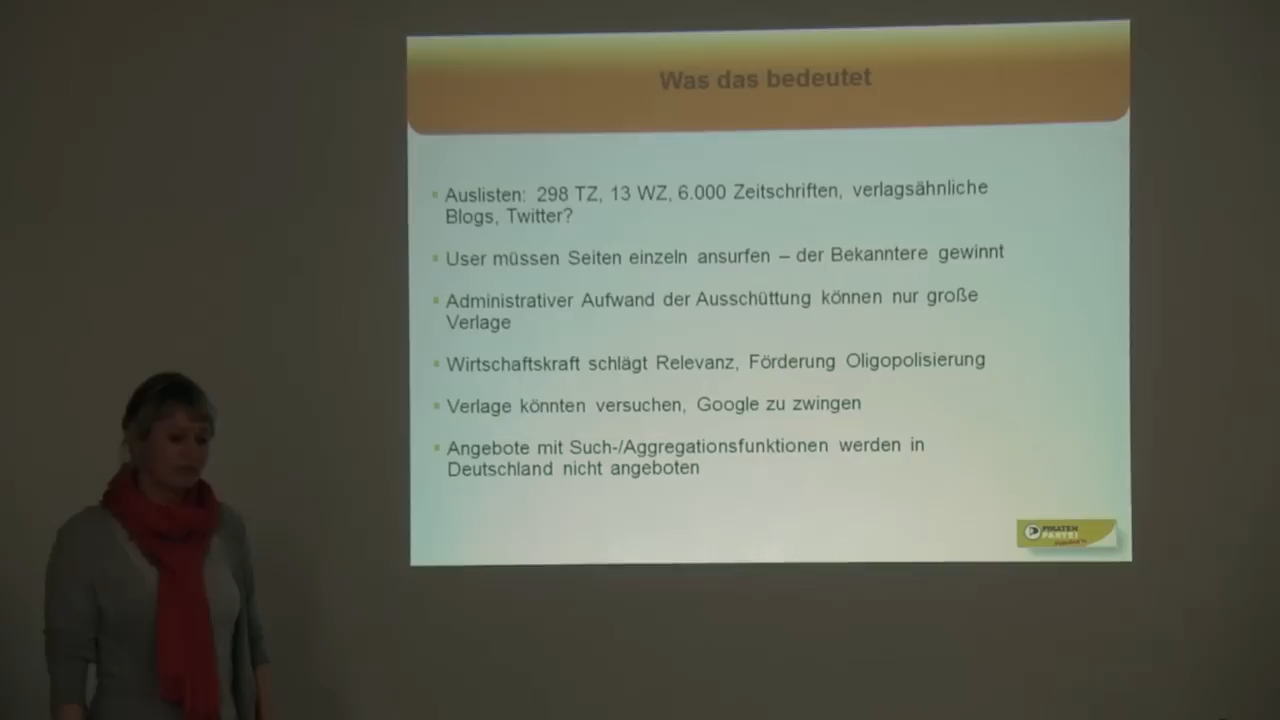 Was das bedeutet
Auslisten: 298 TZ, 13 WZ, 6.000 Zeitschriften, verlagsähnliche
Blogs, Twitter?
User müssen Seiten einzeln ansurfen – der Bekanntere gewinnt
Administrativer Aufwand der Ausschüttung können nur große
Verlage
Wirtschaftskraft schlägt Relevanz, Förderung Oligopolisierung
Verlage könnten versuchen, Google zu zwingen
Angebote mit Such-/Aggregationsfunktionen werden in
Deutschland nicht angeboten
PIRATEN
PARTEI